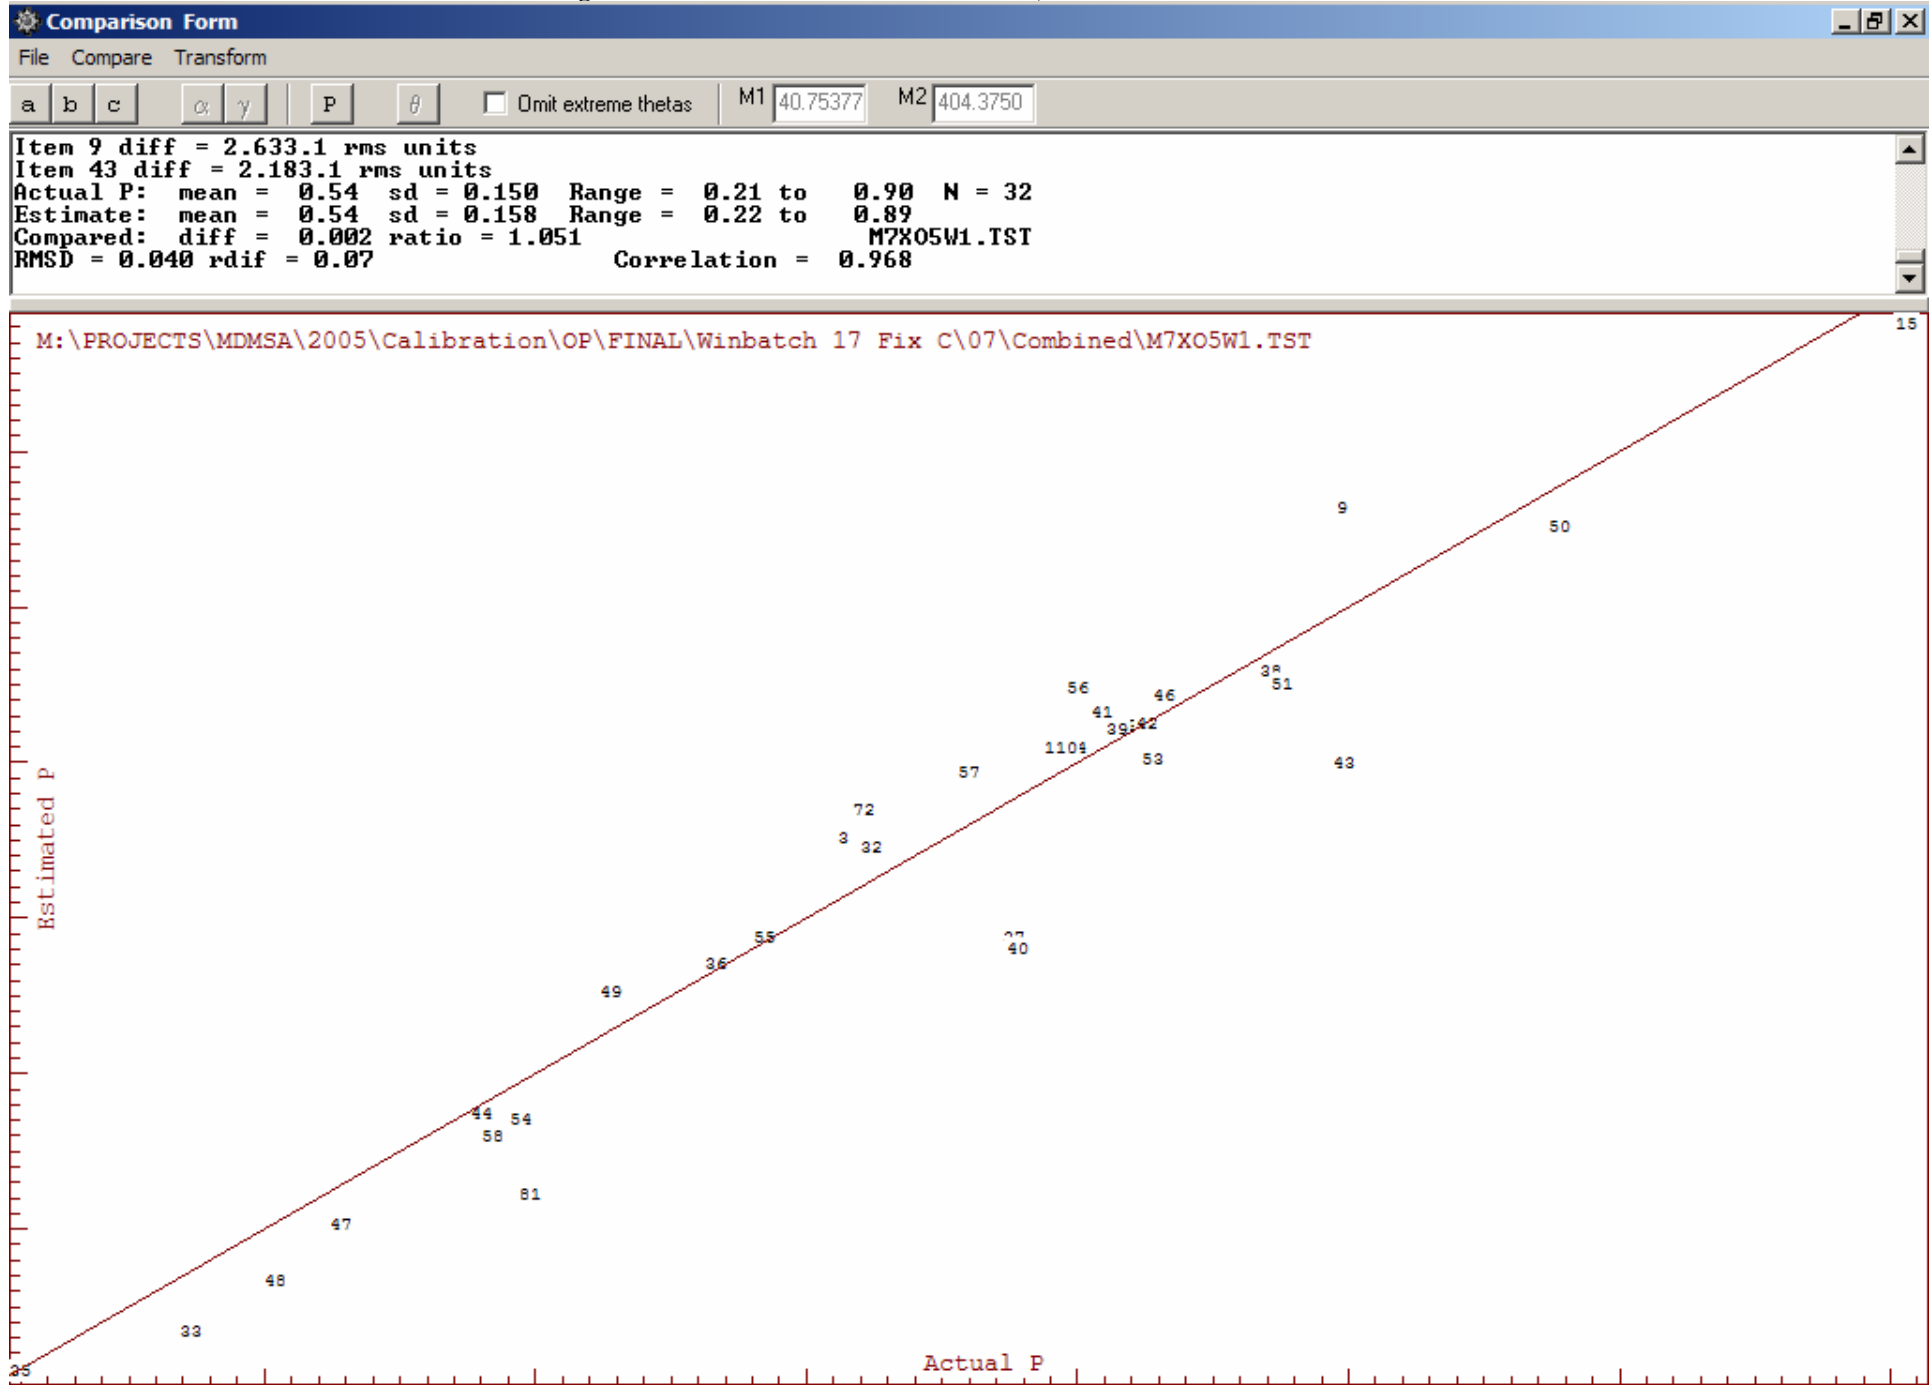 Comparison Form
File Compare Transform
a b c α γ P θ Omit extreme thetas M1 40.75377 M2 404.3750
Item 9 diff = 2.633.1 rms units
Item 43 diff = 2.183.1 rms units
Actual P: mean = 0.54 sd = 0.150 Range = 0.21 to 0.90 N = 32
Estimate: mean = 0.54 sd = 0.158 Range = 0.22 to 0.89
Compared: diff = 0.002 ratio = 1.051 M7XO5W1.TST
RMSD = 0.040 rdif = 0.07 Correlation = 0.968
15
M:\PROJECTS\MDMSA\2005\Calibration\OP\FINAL\Winbatch 17 Fix C\07\Combined\M7XO5W1.TST
9
50
38
51
56
46
41
39
42
53
43
57
72
3
32
55
40
36
49
44
54
58
81
47
48
33
35
Estimated P
Actual P